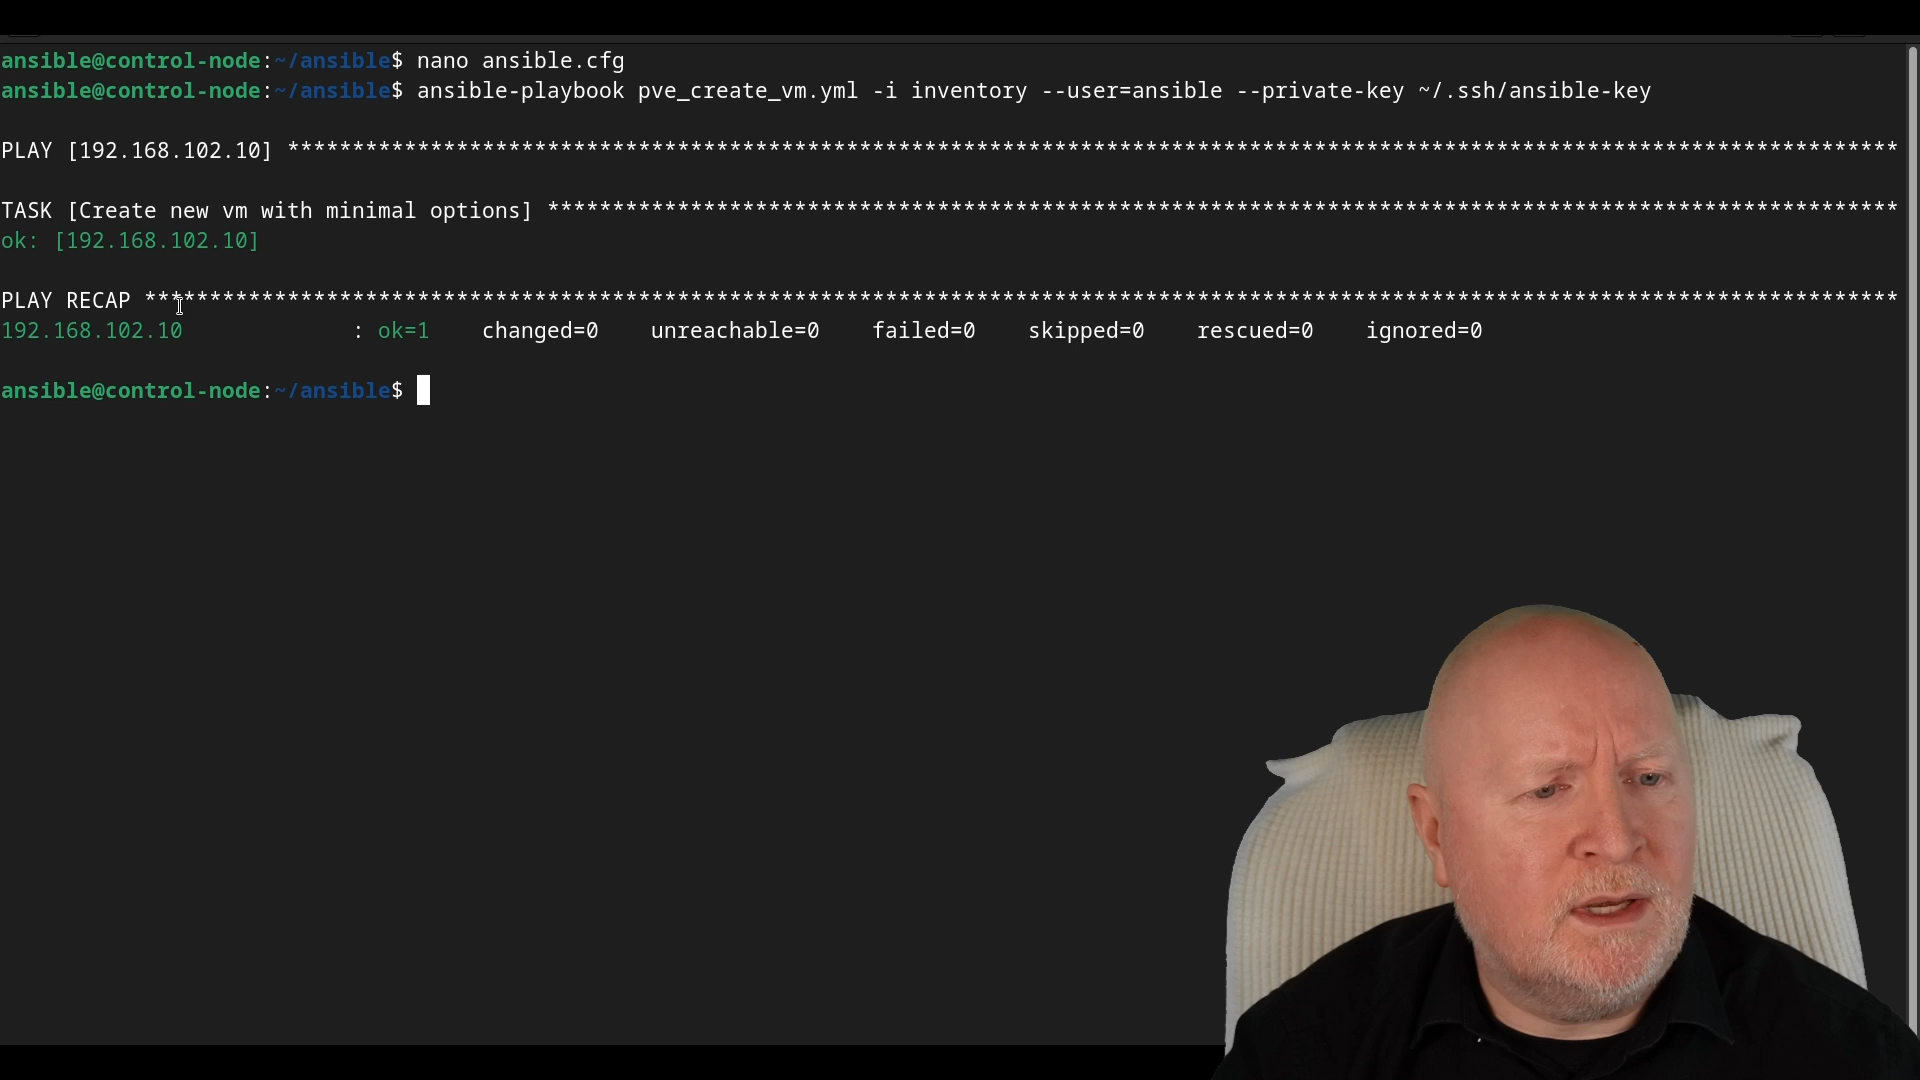 ansible@control-node:~/ansible$ nano ansible.cfg
ansible@control-node:~/ansible$ ansible-playbook pve_create_vm.yml -i inventory --user=ansible --private-key ~/.ssh/ansible-key
PLAY [192.168.102.10] ****************************************************************************************************************************
TASK [Create new vm with minimal options] ********************************************************************************************************
ok: [192.168.102.10]
PLAY RECAP ***************************************************************************************************************************************
192.168.102.10             : ok=1    changed=0    unreachable=0    failed=0    skipped=0    rescued=0    ignored=0
ansible@control-node:~/ansible$